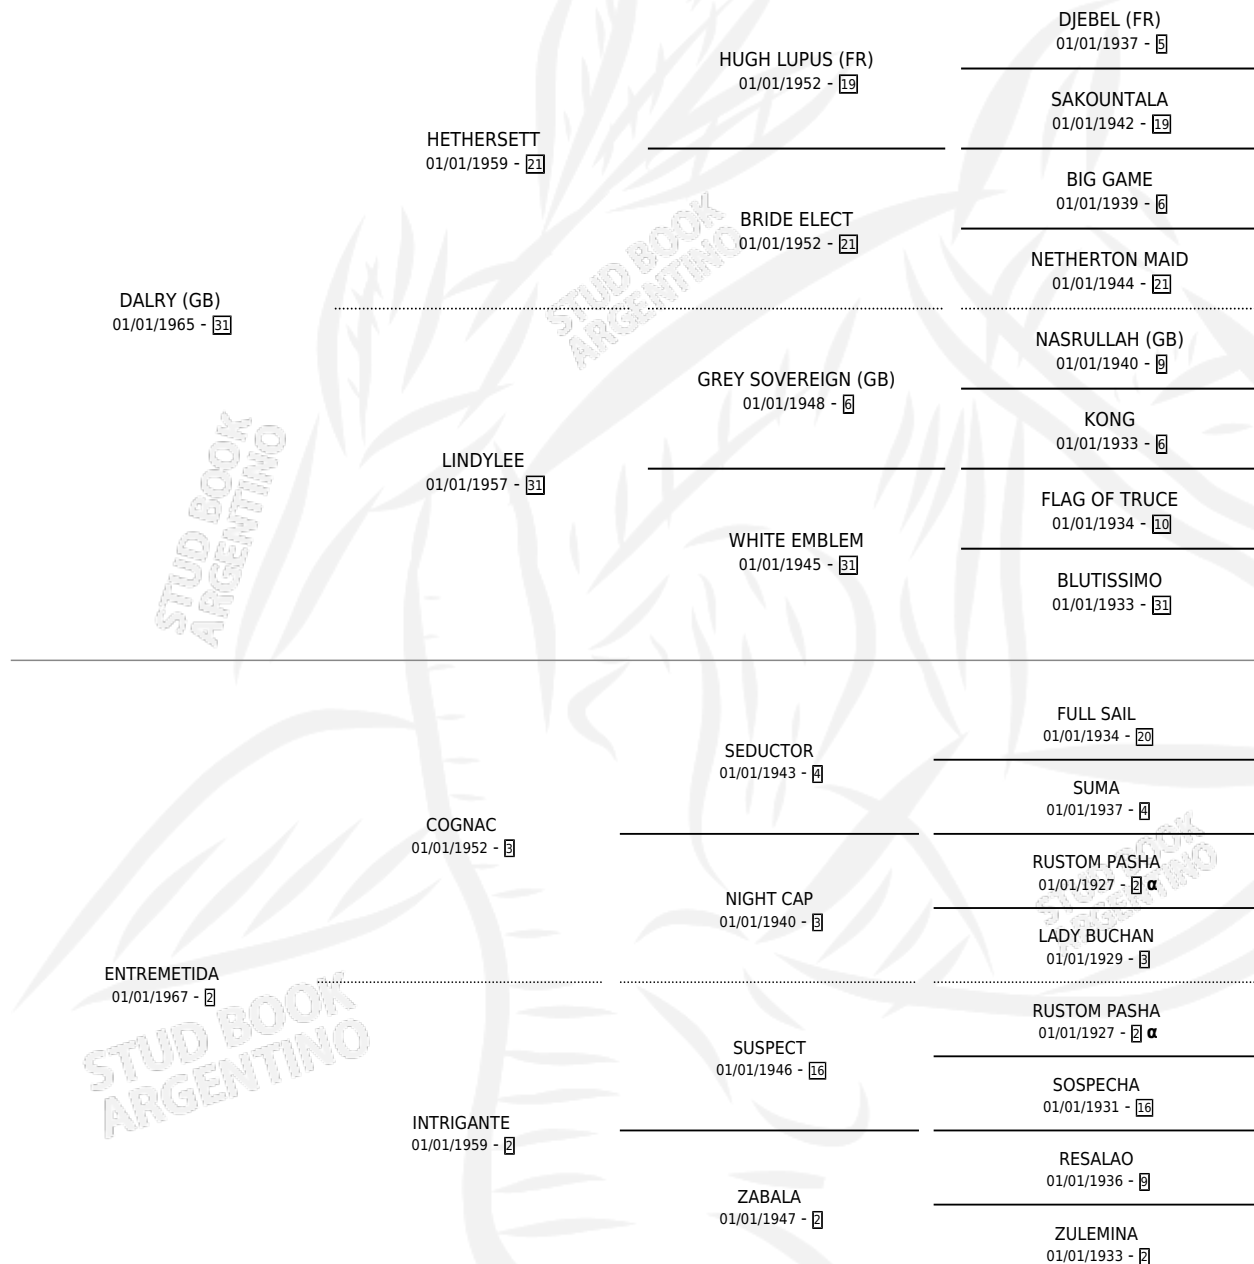 DJEBEL (FR)
01/01/1937 - 5
HUGH LUPUS (FR)
01/01/1952 - 19
SAKOUNTALA
01/01/1942 - 19
HETHERSETT
01/01/1959 - 21
BIG GAME
01/01/1939 - 6
BRIDE ELECT
01/01/1952 - 21
NETHERTON MAID
01/01/1944 - 21
DALRY (GB)
01/01/1965 - 31
NASRULLAH (GB)
01/01/1940 - 9
GREY SOVEREIGN (GB)
01/01/1948 - 6
KONG
01/01/1933 - 6
LINDYLEE
01/01/1957 - 31
FLAG OF TRUCE
01/01/1934 - 10
WHITE EMBLEM
01/01/1945 - 31
BLUTISSIMO
01/01/1933 - 31
FULL SAIL
01/01/1934 - 20
SEDUCTOR
01/01/1943 - 4
SUMA
01/01/1937 - 4
COGNAC
01/01/1952 - 3
RUSTOM PASHA
01/01/1927 - 2 α
NIGHT CAP
01/01/1940 - 3
LADY BUCHAN
01/01/1929 - 3
ENTREMETIDA
01/01/1967 - 2
RUSTOM PASHA
01/01/1927 - 2 α
SUSPECT
01/01/1946 - 16
SOSPECHA
01/01/1931 - 16
INTRIGANTE
01/01/1959 - 2
RESALAO
01/01/1936 - 9
ZABALA
01/01/1947 - 2
ZULEMINA
01/01/1933 - 2
STUD BOOK
ARGENTINO
STUD BOOK
ARGENTINO
STUD BOOK
ARGENTINO
STUD BOOK
ARGENTINO